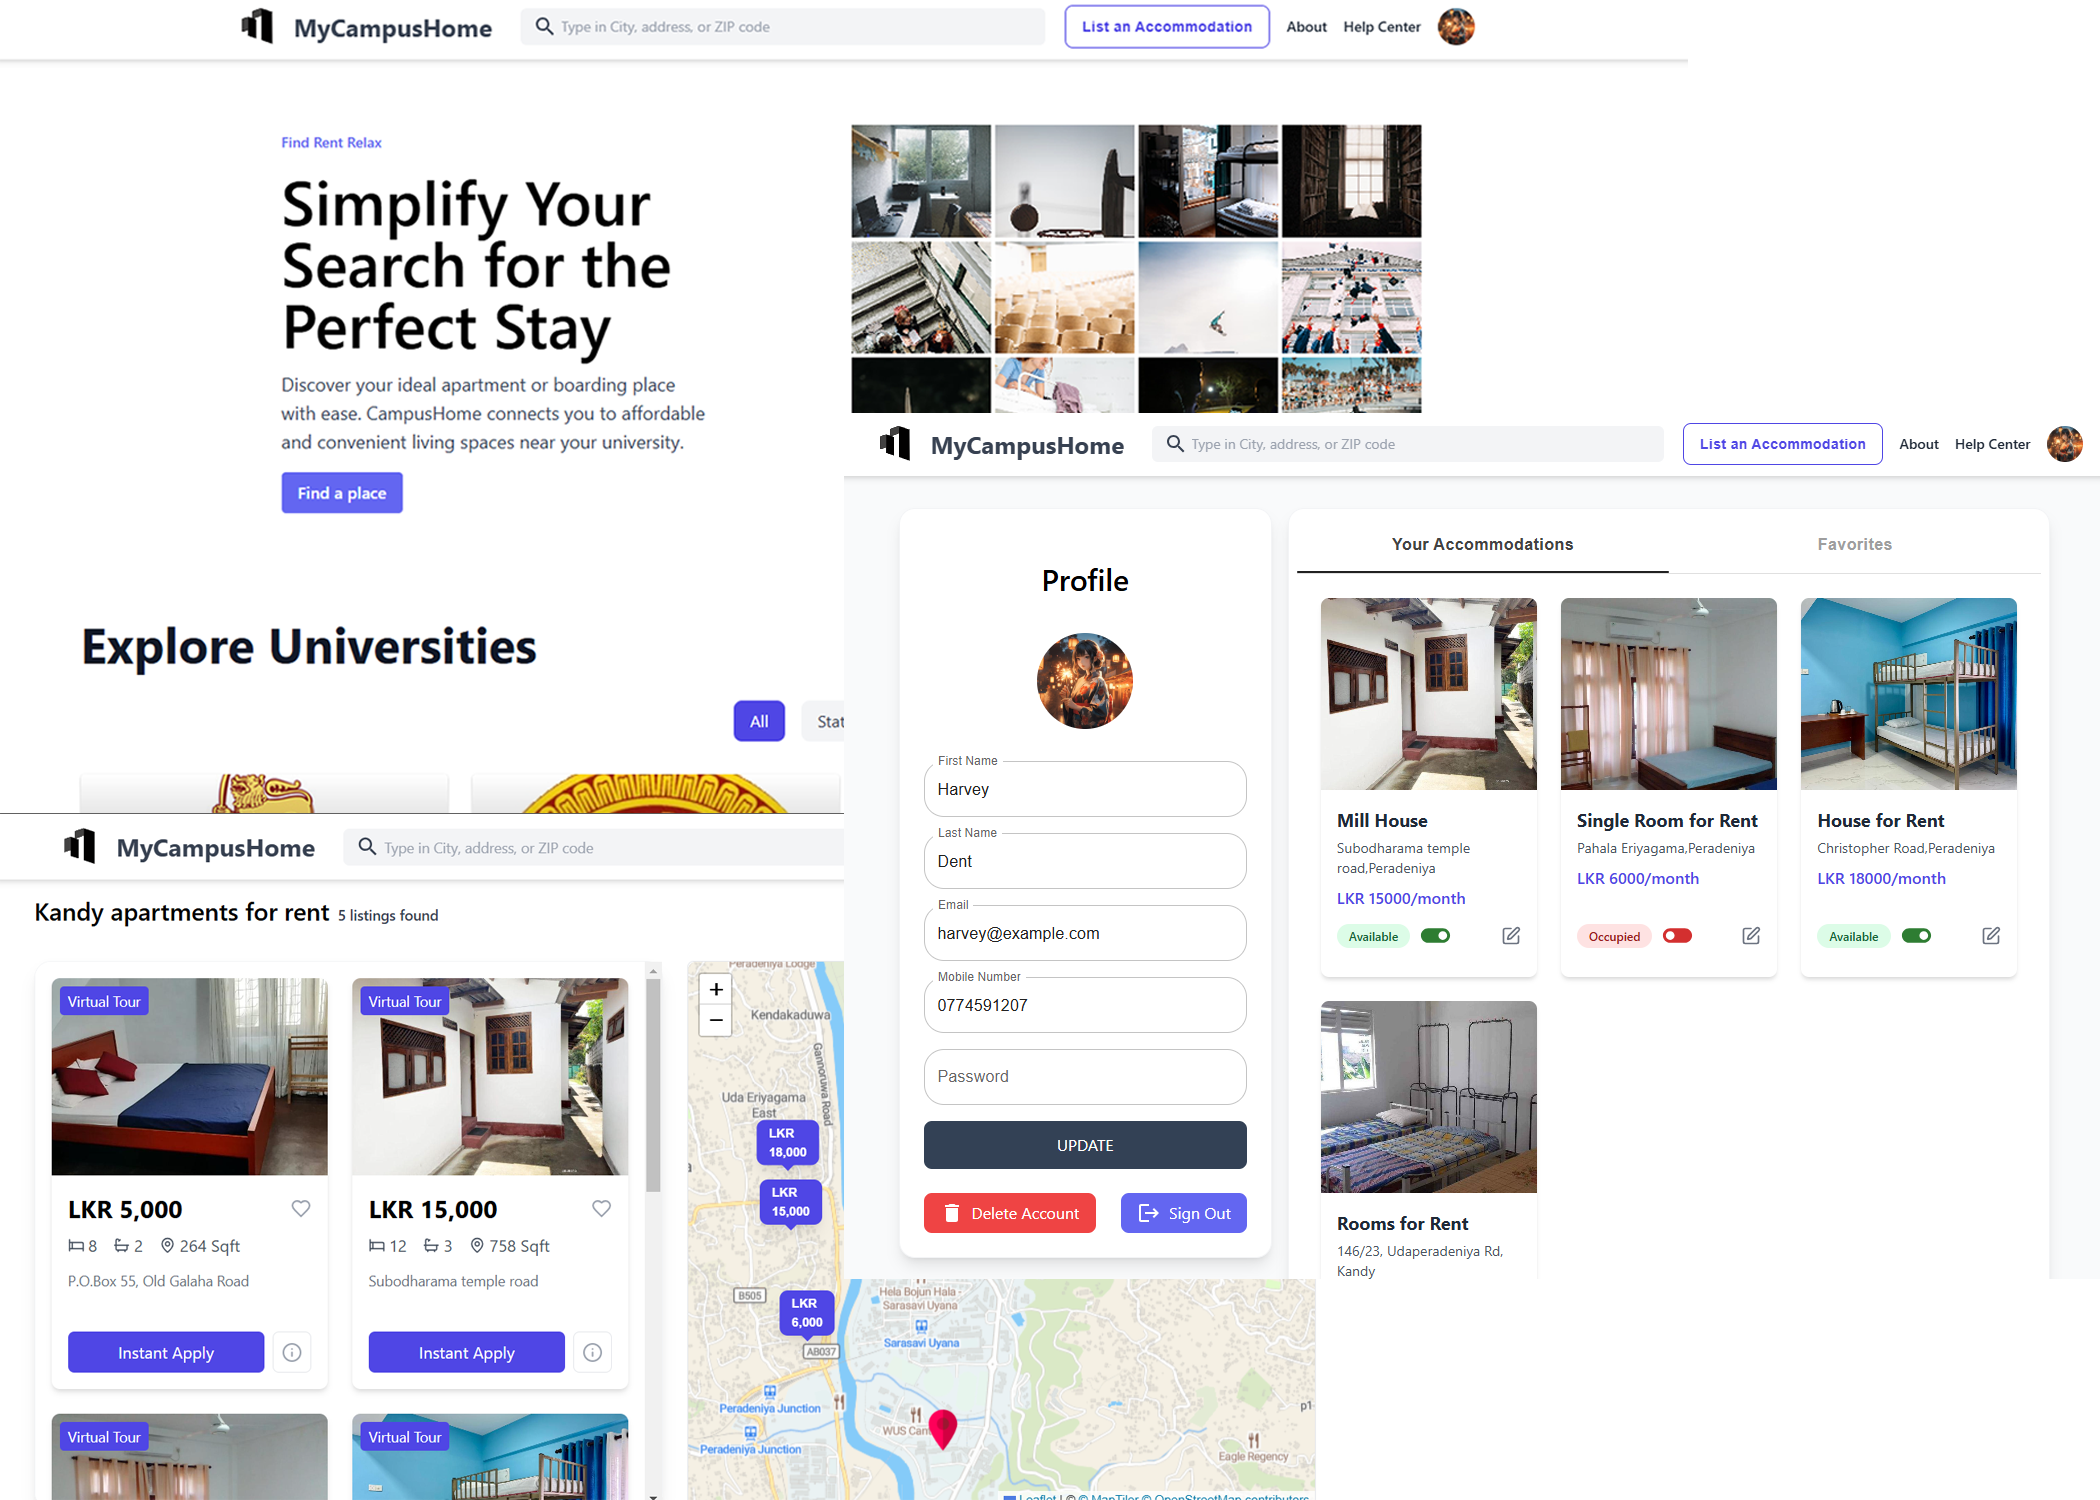 MyCampusHome
Type in City, address, or ZIP code
List an Accommodation
About
Help Center
Find Rent Relax
Simplify Your
Search for the
Perfect Stay
Discover your ideal apartment or boarding place
with ease. CampusHome connects you to affordable
and convenient living spaces near your university.
Find a place
Explore Universities
All
Stat
MyCampusHome
Type in City, address, or ZIP code
List an Accommodation
About
Help Center
Profile
First Name
Harvey
Last Name
Dent
Email
harvey@example.com
Mobile Number
0774591207
Password
UPDATE
Delete Account
Sign Out
Your Accommodations
Favorites
Mill House
Subodharama temple
road,Peradeniya
LKR 15000/month
Available
Single Room for Rent
Pahala Eriyagama,Peradeniya
LKR 6000/month
Occupied
House for Rent
Christopher Road,Peradeniya
LKR 18000/month
Available
Rooms for Rent
146/23, Udaperadeniya Rd,
Kandy
MyCampusHome
Type in City, address, or ZIP code
Kandy apartments for rent 5 listings found
Virtual Tour
LKR 5,000
8 2 264 Sqft
P.O.Box 55, Old Galaha Road
Instant Apply
Virtual Tour
LKR 15,000
12 3 758 Sqft
Subodharama temple road
Instant Apply
Virtual Tour
Virtual Tour
+
−
Peradeniya Lodge
Kendakaduwa
Gannoruwa Road
Uda Eriyagama
East
LKR
18,000
LKR
15,000
B505
LKR
6,000
AB037
Hela Bojun Hala -
Sarasavi Uyana
Sarasavi Uyana
Peradeniya Junction
Peradeniya Junction
WUS Can
Eagle Regency
p1
Leaflet | © © MapTiler © OpenStreetMap contributors